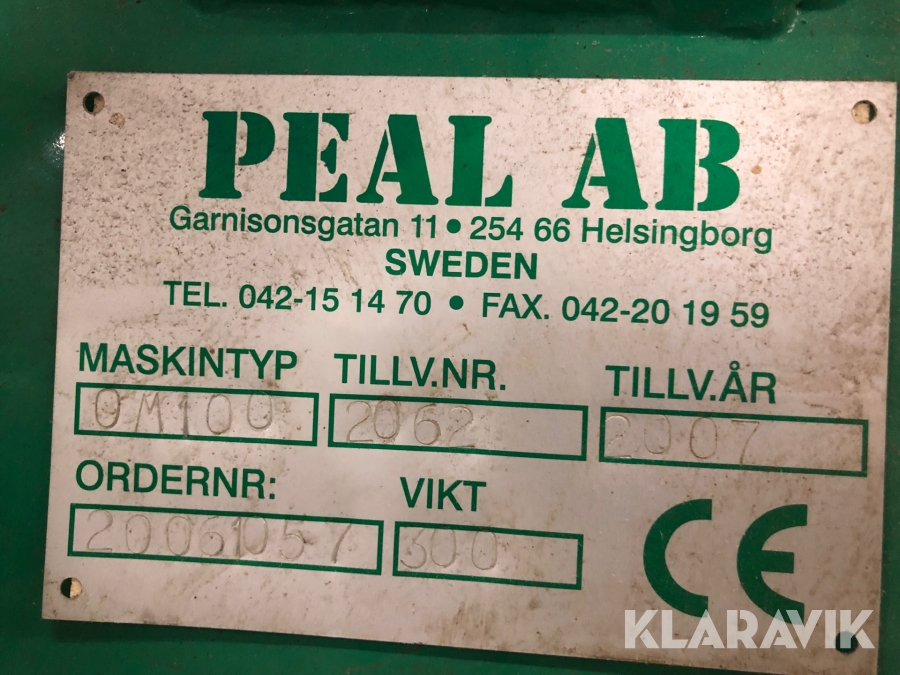 PEAL AB
Garnisonsgatan 11 • 254 66 Helsingborg
SWEDEN
TEL. 042-15 14 70 • FAX. 042-20 19 59
MASKINTYP TILLV.NR. TILLV.ÅR
OM100 2062 2007
ORDERNR: VIKT
20061057 300
CE
KLARAVIK